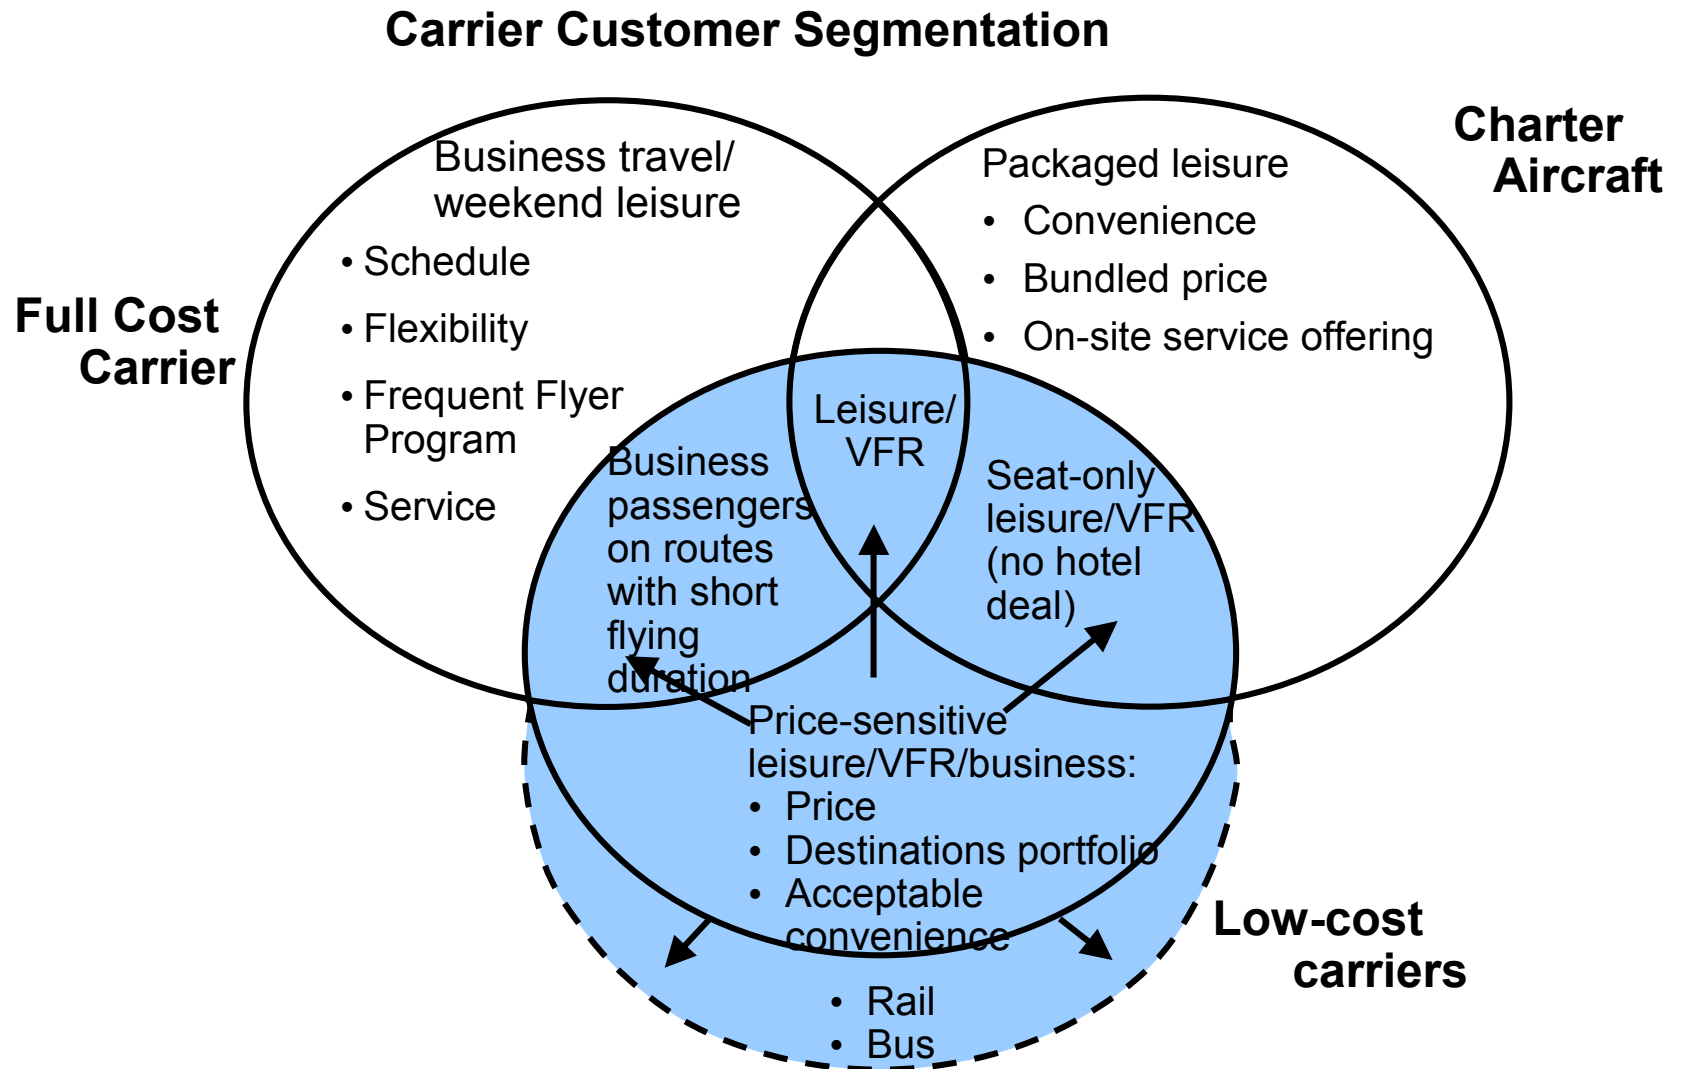 Carrier Customer Segmentation
Charter
Aircraft
Business travel/
weekend leisure
• Schedule
• Flexibility
• Frequent Flyer
Program
• Service
Packaged leisure
• Convenience
• Bundled price
• On-site service offering
Full Cost
Carrier
Leisure/
VFR
Business
passengers
on routes
with short
flying
duration
Seat-only
leisure/VFR
(no hotel
deal)
Price-sensitive
leisure/VFR/business:
• Price
• Destinations portfolio
• Acceptable
convenience
Low-cost
carriers
• Rail
• Bus